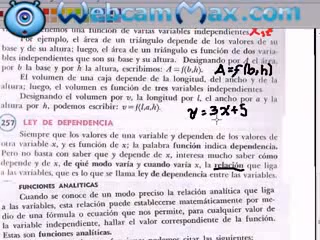 WebcamMax.com
nemos una función de varias variables independientes. x, z
Por ejemplo, el área de un triángulo depende de los valores de su
base y de su altura; luego, el área de un triángulo es función de dos varia-
bles independientes que son su base y su altura. Designando por A el área,
por b la base y por h la altura, escribimos: A = f(b, h). A = f(b,h)
El volumen de una caja depende de la longitud, del ancho y de la
altura; luego, el volumen es función de tres variables independientes
Designando el volumen por v, la longitud por l, el ancho por a y la
altura por h, podemos escribir: v = f(l, a, h). y = 3x+5
257 LEY DE DEPENDENCIA
Siempre que los valores de una variable y dependen de los valores de
otra variable x, y es función de x; la palabra función indica dependencia.
Pero no basta con saber que y depende de x, interesa mucho saber cómo
depende y de x, de qué modo varía y cuando varía x, la relación que liga
a las variables, que es lo que se llama ley de dependencia entre las variables.
FUNCIONES ANALITICAS
Cuando se conoce de un modo preciso la relación analítica que liga
a las variables, esta relación puede establecerse matemáticamente por me-
dio de una fórmula o ecuación que nos permite, para cualquier valor de
la variable independiente, hallar el valor correspondiente de la función.
Estas son funciones analíticas.